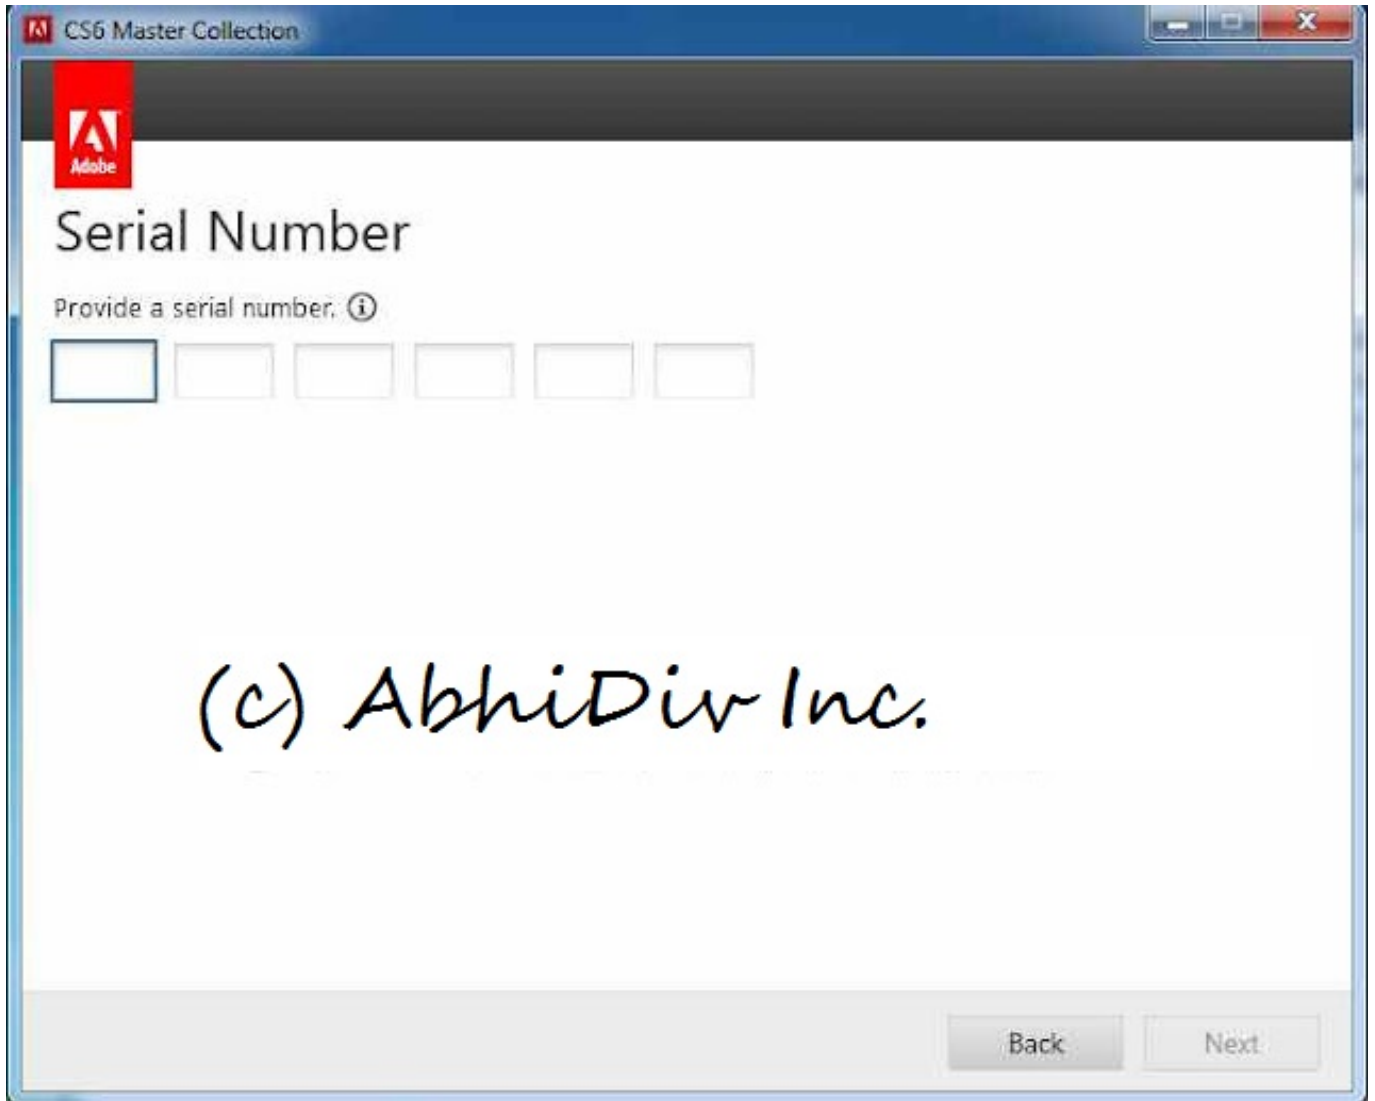 CS6 Master Collection
Adobe
Serial Number
Provide a serial number.
(c) AbhiDiv Inc.
Back
Next